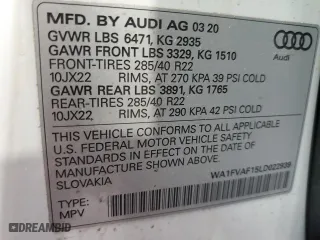 MFD. BY AUDI AG 03 20
GVWR LBS 6471, KG 2935
GAWR FRONT LBS 3329, KG 1510
FRONT-TIRES 285/40 R22
10JX22 RIMS, AT 270 KPA 39 PSI COLD
GAWR REAR LBS 3891, KG 1765
REAR-TIRES 285/40 R22
10JX22 RIMS, AT 290 KPA 42 PSI COLD
Audi
THIS VEHICLE CONFORMS TO ALL APPLICABLE
U.S. FEDERAL MOTOR VEHICLE SAFETY
STANDARDS IN EFFECT ON THE DATE OF
MANUFACTURE SHOWN ABOVE.
MADE IN SLOVAKIA
WA1FVAF15LD022939
TYPE:
MPV
DREAMBID